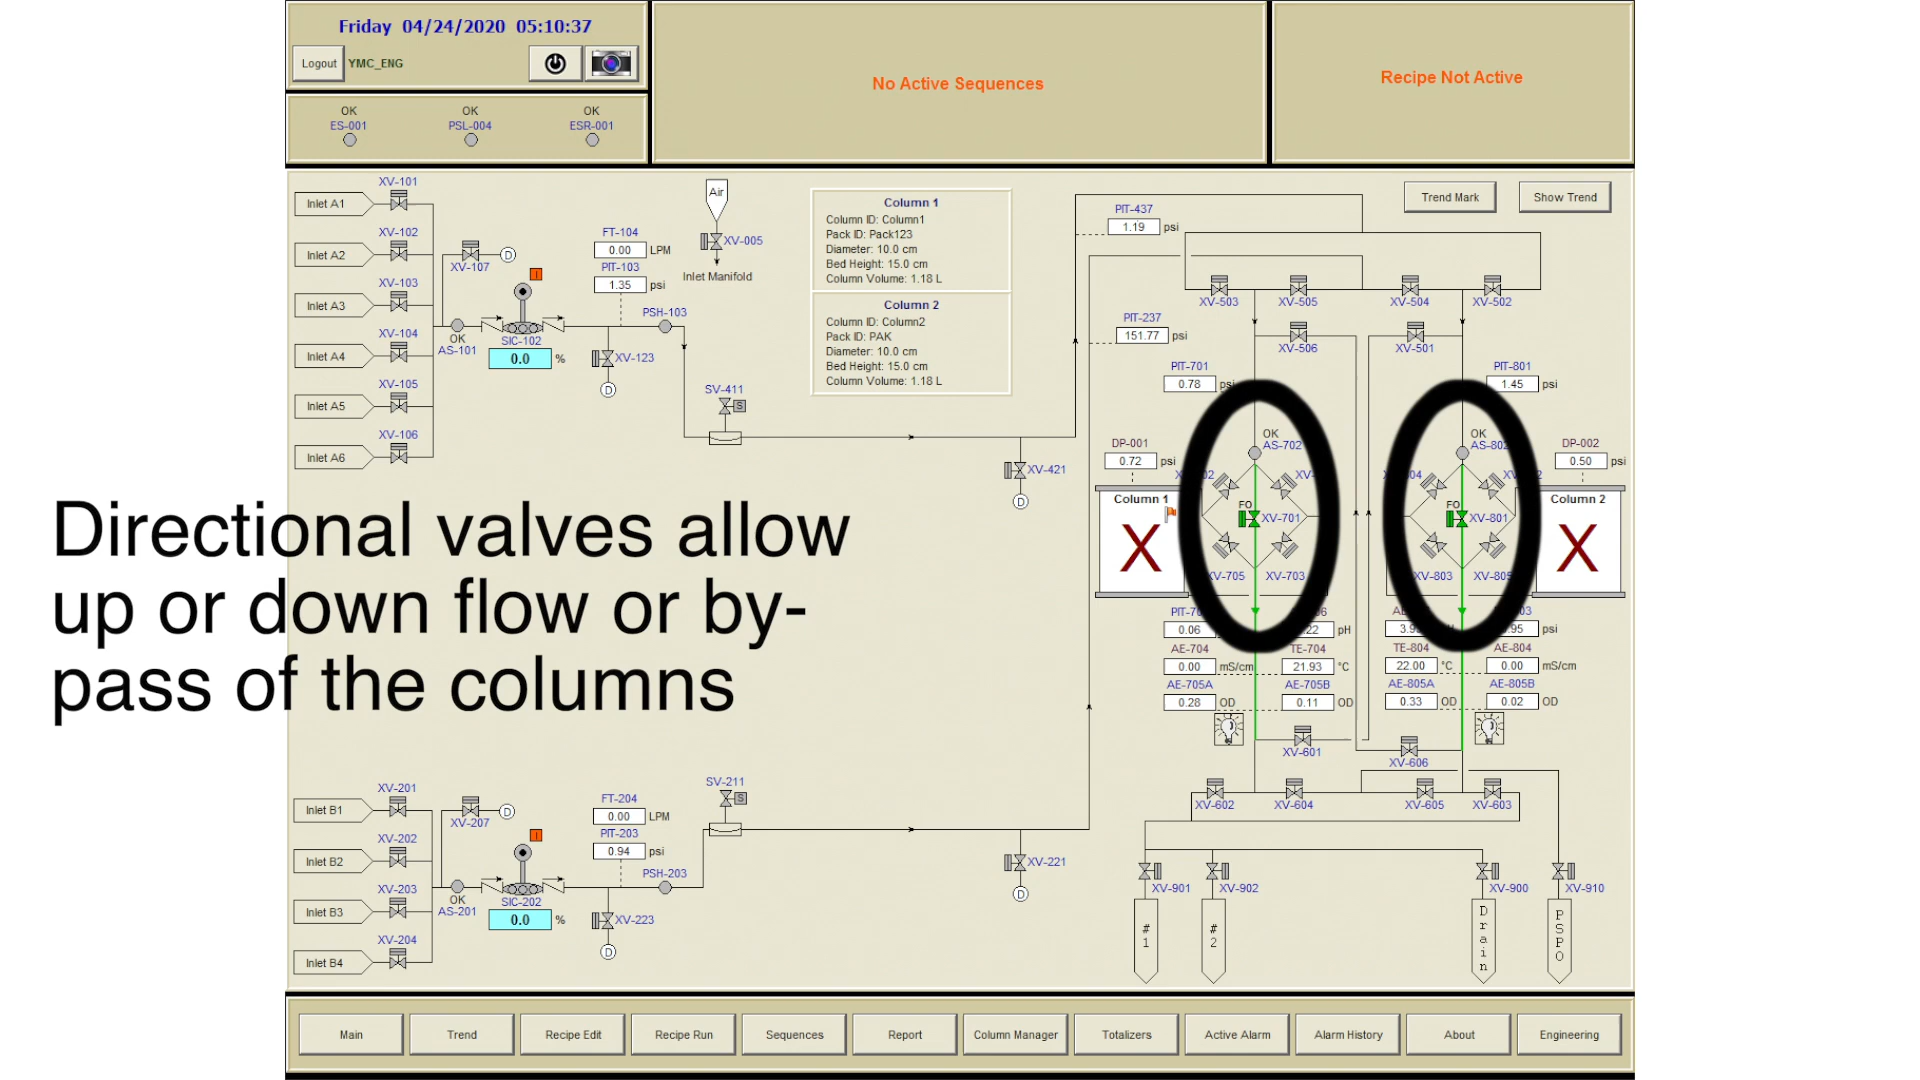 Friday 04/24/2020 05:10:37
Logout YMC_ENG
No Active Sequences
Recipe Not Active
OK OK OK
ES-001 PSL-004 ESR-001
Trend Mark Show Trend
Inlet A1 XV-101
Inlet A2 XV-102
Inlet A3 XV-103
Inlet A4 XV-104
Inlet A5 XV-105
Inlet A6 XV-106
XV-107 D
OK
AS-101
I
SIC-102
0.0 %
FT-104
0.00 LPM
PIT-103
1.35 psi
PSH-103
XV-123
D
Air
XV-005
Inlet Manifold
SV-411
S
XV-421
D
Column 1
Column ID: Column1
Pack ID: Pack123
Diameter: 10.0 cm
Bed Height: 15.0 cm
Column Volume: 1.18 L
Column 2
Column ID: Column2
Pack ID: PAK
Diameter: 10.0 cm
Bed Height: 15.0 cm
Column Volume: 1.18 L
PIT-437
1.19 psi
PIT-237
151.77 psi
XV-503 XV-505 XV-504 XV-502
XV-506 XV-501
PIT-701
0.78 psi
PIT-801
1.45 psi
DP-001
0.72 psi
DP-002
0.50 psi
OK
AS-702
OK
AS-802
Column 1
X
Column 2
X
FO
XV-701
FO
XV-801
XV-705 XV-703
XV-803 XV-805
0.06
pH
psi
AE-704
0.00 mS/cm
TE-704
21.93 °C
TE-804
22.00 °C
AE-804
0.00 mS/cm
AE-705A
0.28 OD
AE-705B
0.11 OD
AE-805A
0.33 OD
AE-805B
0.02 OD
XV-601 XV-606
XV-602 XV-604 XV-605 XV-603
XV-901 XV-902 XV-900 XV-910
#1 #2 Drain PSPO
Directional valves allow
up or down flow or by-
pass of the columns
Inlet B1 XV-201
Inlet B2 XV-202
Inlet B3 XV-203
Inlet B4 XV-204
XV-207 D
OK
AS-201
I
SIC-202
0.0 %
FT-204
0.00 LPM
PIT-203
0.94 psi
PSH-203
XV-223
D
SV-211
S
XV-221
D
Main Trend Recipe Edit Recipe Run Sequences Report Column Manager Totalizers Active Alarm Alarm History About Engineering